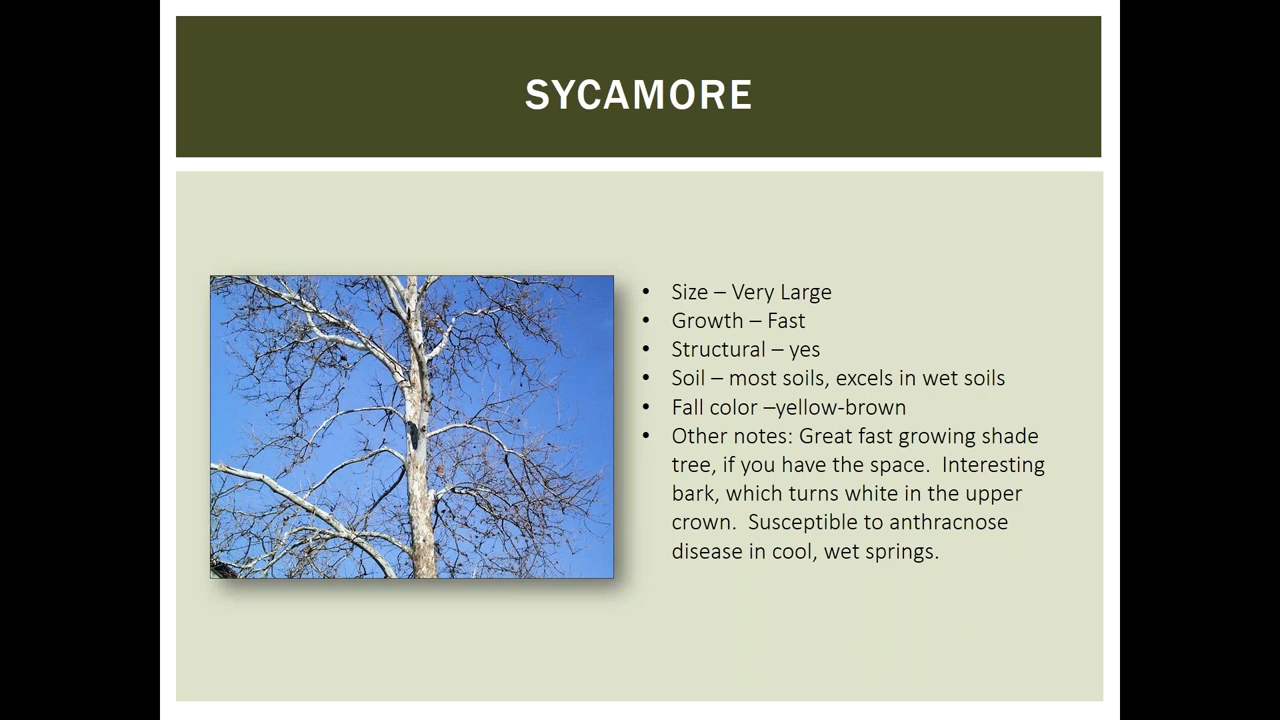 SYCAMORE
• Size – Very Large
• Growth – Fast
• Structural – yes
• Soil – most soils, excels in wet soils
• Fall color –yellow-brown
• Other notes: Great fast growing shade
tree, if you have the space.  Interesting
bark, which turns white in the upper
crown.  Susceptible to anthracnose
disease in cool, wet springs.